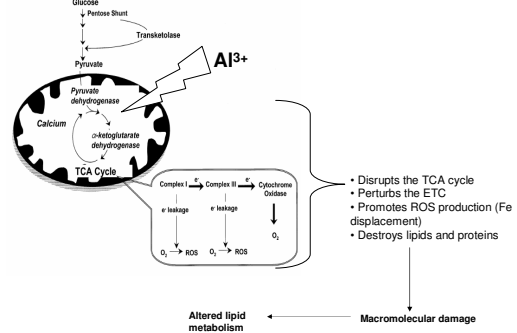 Glucose
Pentose Shunt
Transketolase
Pyruvate
Al3+
Pyruvate
dehydrogenase
Calcium
α-ketoglutarate
dehydrogenase
TCA Cycle
Complex I e- Complex III e- Cytochrome
Oxidase
e- leakage e- leakage
O2
O2 ROS O2 ROS
• Disrupts the TCA cycle
• Perturbs the ETC
• Promotes ROS production (Fe
displacement)
• Destroys lipids and proteins
Altered lipid
metabolism
Macromolecular damage